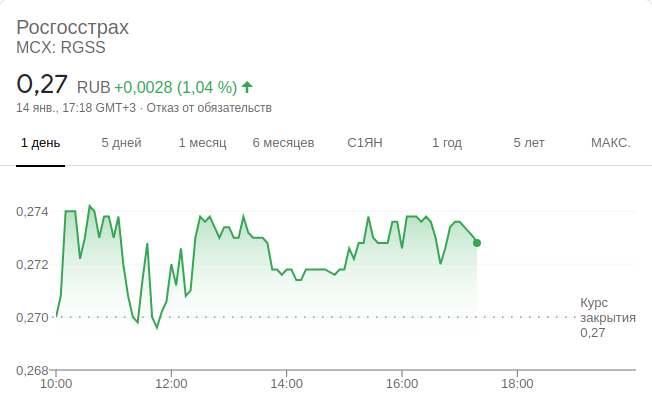 Росгосстрах
MCX: RGSS
0,27 RUB +0,0028 (1,04 %)
14 янв., 17:18 GMT+3 · Отказ от обязательств
1 день 5 дней 1 месяц 6 месяцев С1ЯН 1 год 5 лет МАКС.
0,274
0,272
0,270
Курс
закрытия
0,27
0,268
10:00 12:00 14:00 16:00 18:00